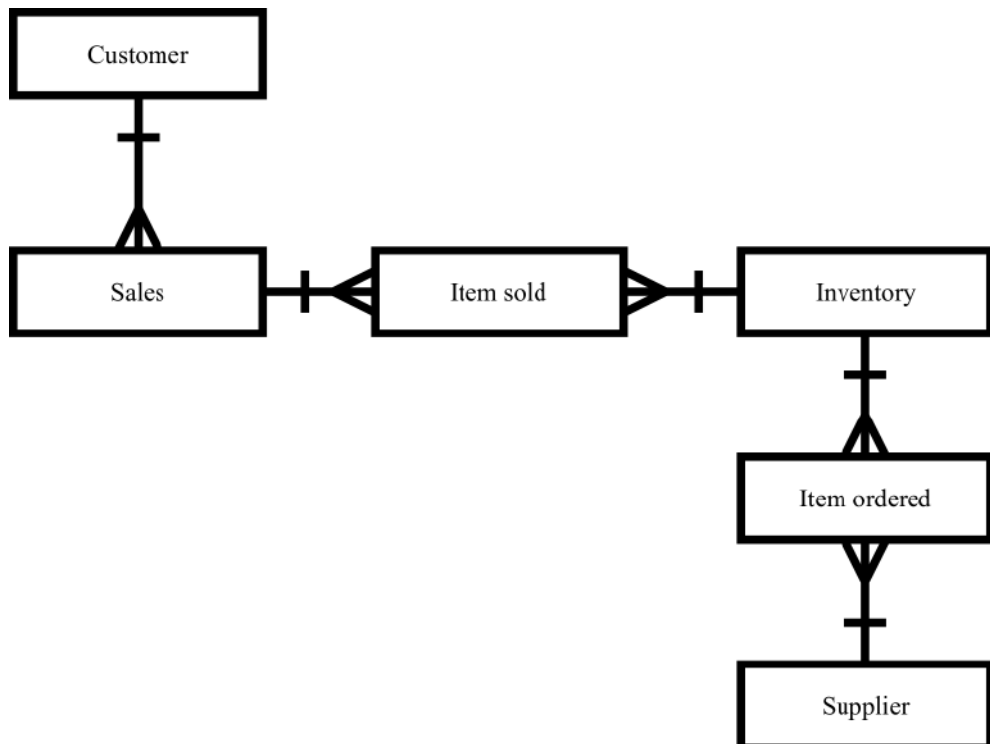 Customer
Sales
Item sold
Inventory
Item ordered
Supplier